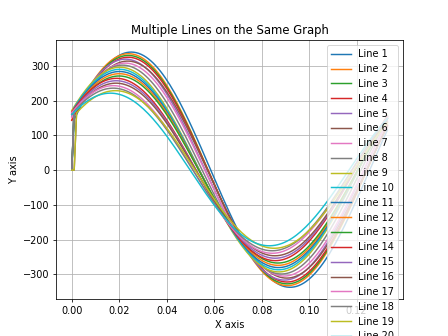 Multiple Lines on the Same Graph
Y axis
300
200
100
0
−100
−200
−300
0.00
0.02
0.04
0.06
0.08
0.10
X axis
Line 1
Line 2
Line 3
Line 4
Line 5
Line 6
Line 7
Line 8
Line 9
Line 10
Line 11
Line 12
Line 13
Line 14
Line 15
Line 16
Line 17
Line 18
Line 19
Line 20